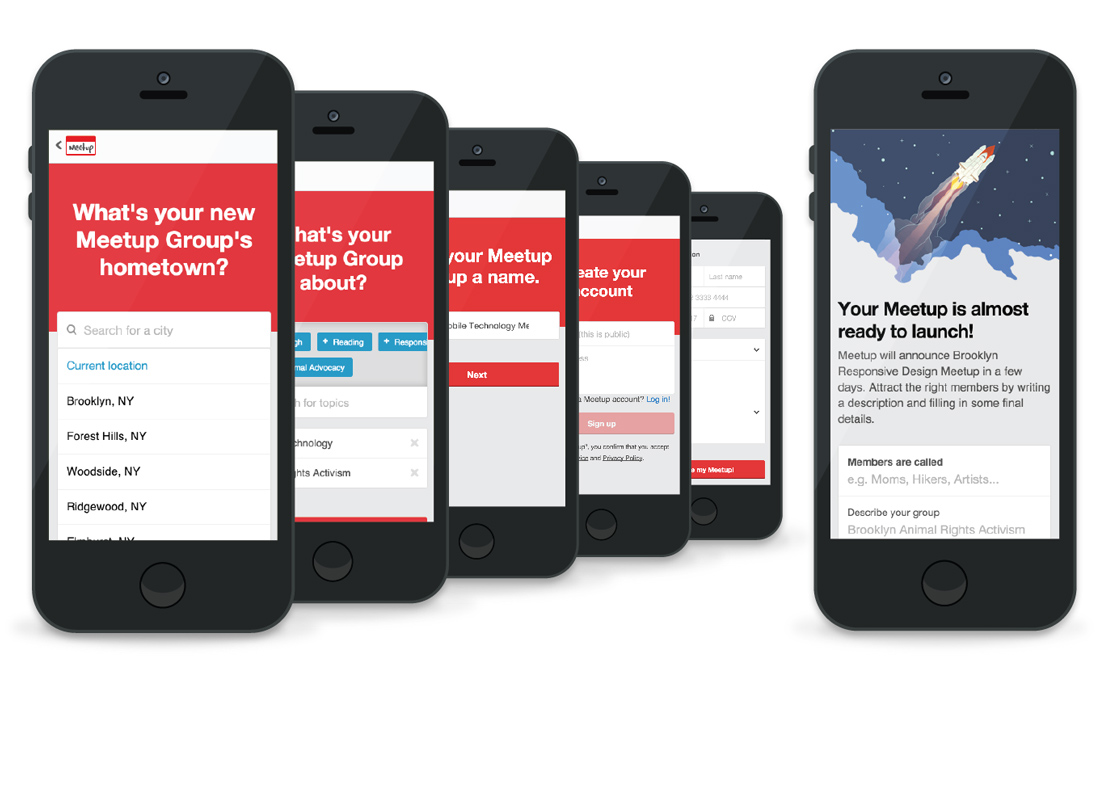 meetup
What's your new
Meetup Group's
hometown?
Search for a city
Current location
Brooklyn, NY
Forest Hills, NY
Woodside, NY
Ridgewood, NY
Elmhurst, NY
hat's your
etup Group
about?
gh
+ Reading
+ Respons
mal Advocacy
h for topics
chnology
ghts Activism
your Meetup
up a name.
obile Technology Me
Next
eate your
ccount
(this is public)
ess
a Meetup account? Log in!
Sign up
up", you confirm that you accept
and Privacy Policy.
on
Last name
3333 4444
CCV
e my Meetup!
Your Meetup is almost
ready to launch!
Meetup will announce Brooklyn
Responsive Design Meetup in a few
days. Attract the right members by writing
a description and filling in some final
details.
Members are called
e.g. Moms, Hikers, Artists...
Describe your group
Brooklyn Animal Rights Activism